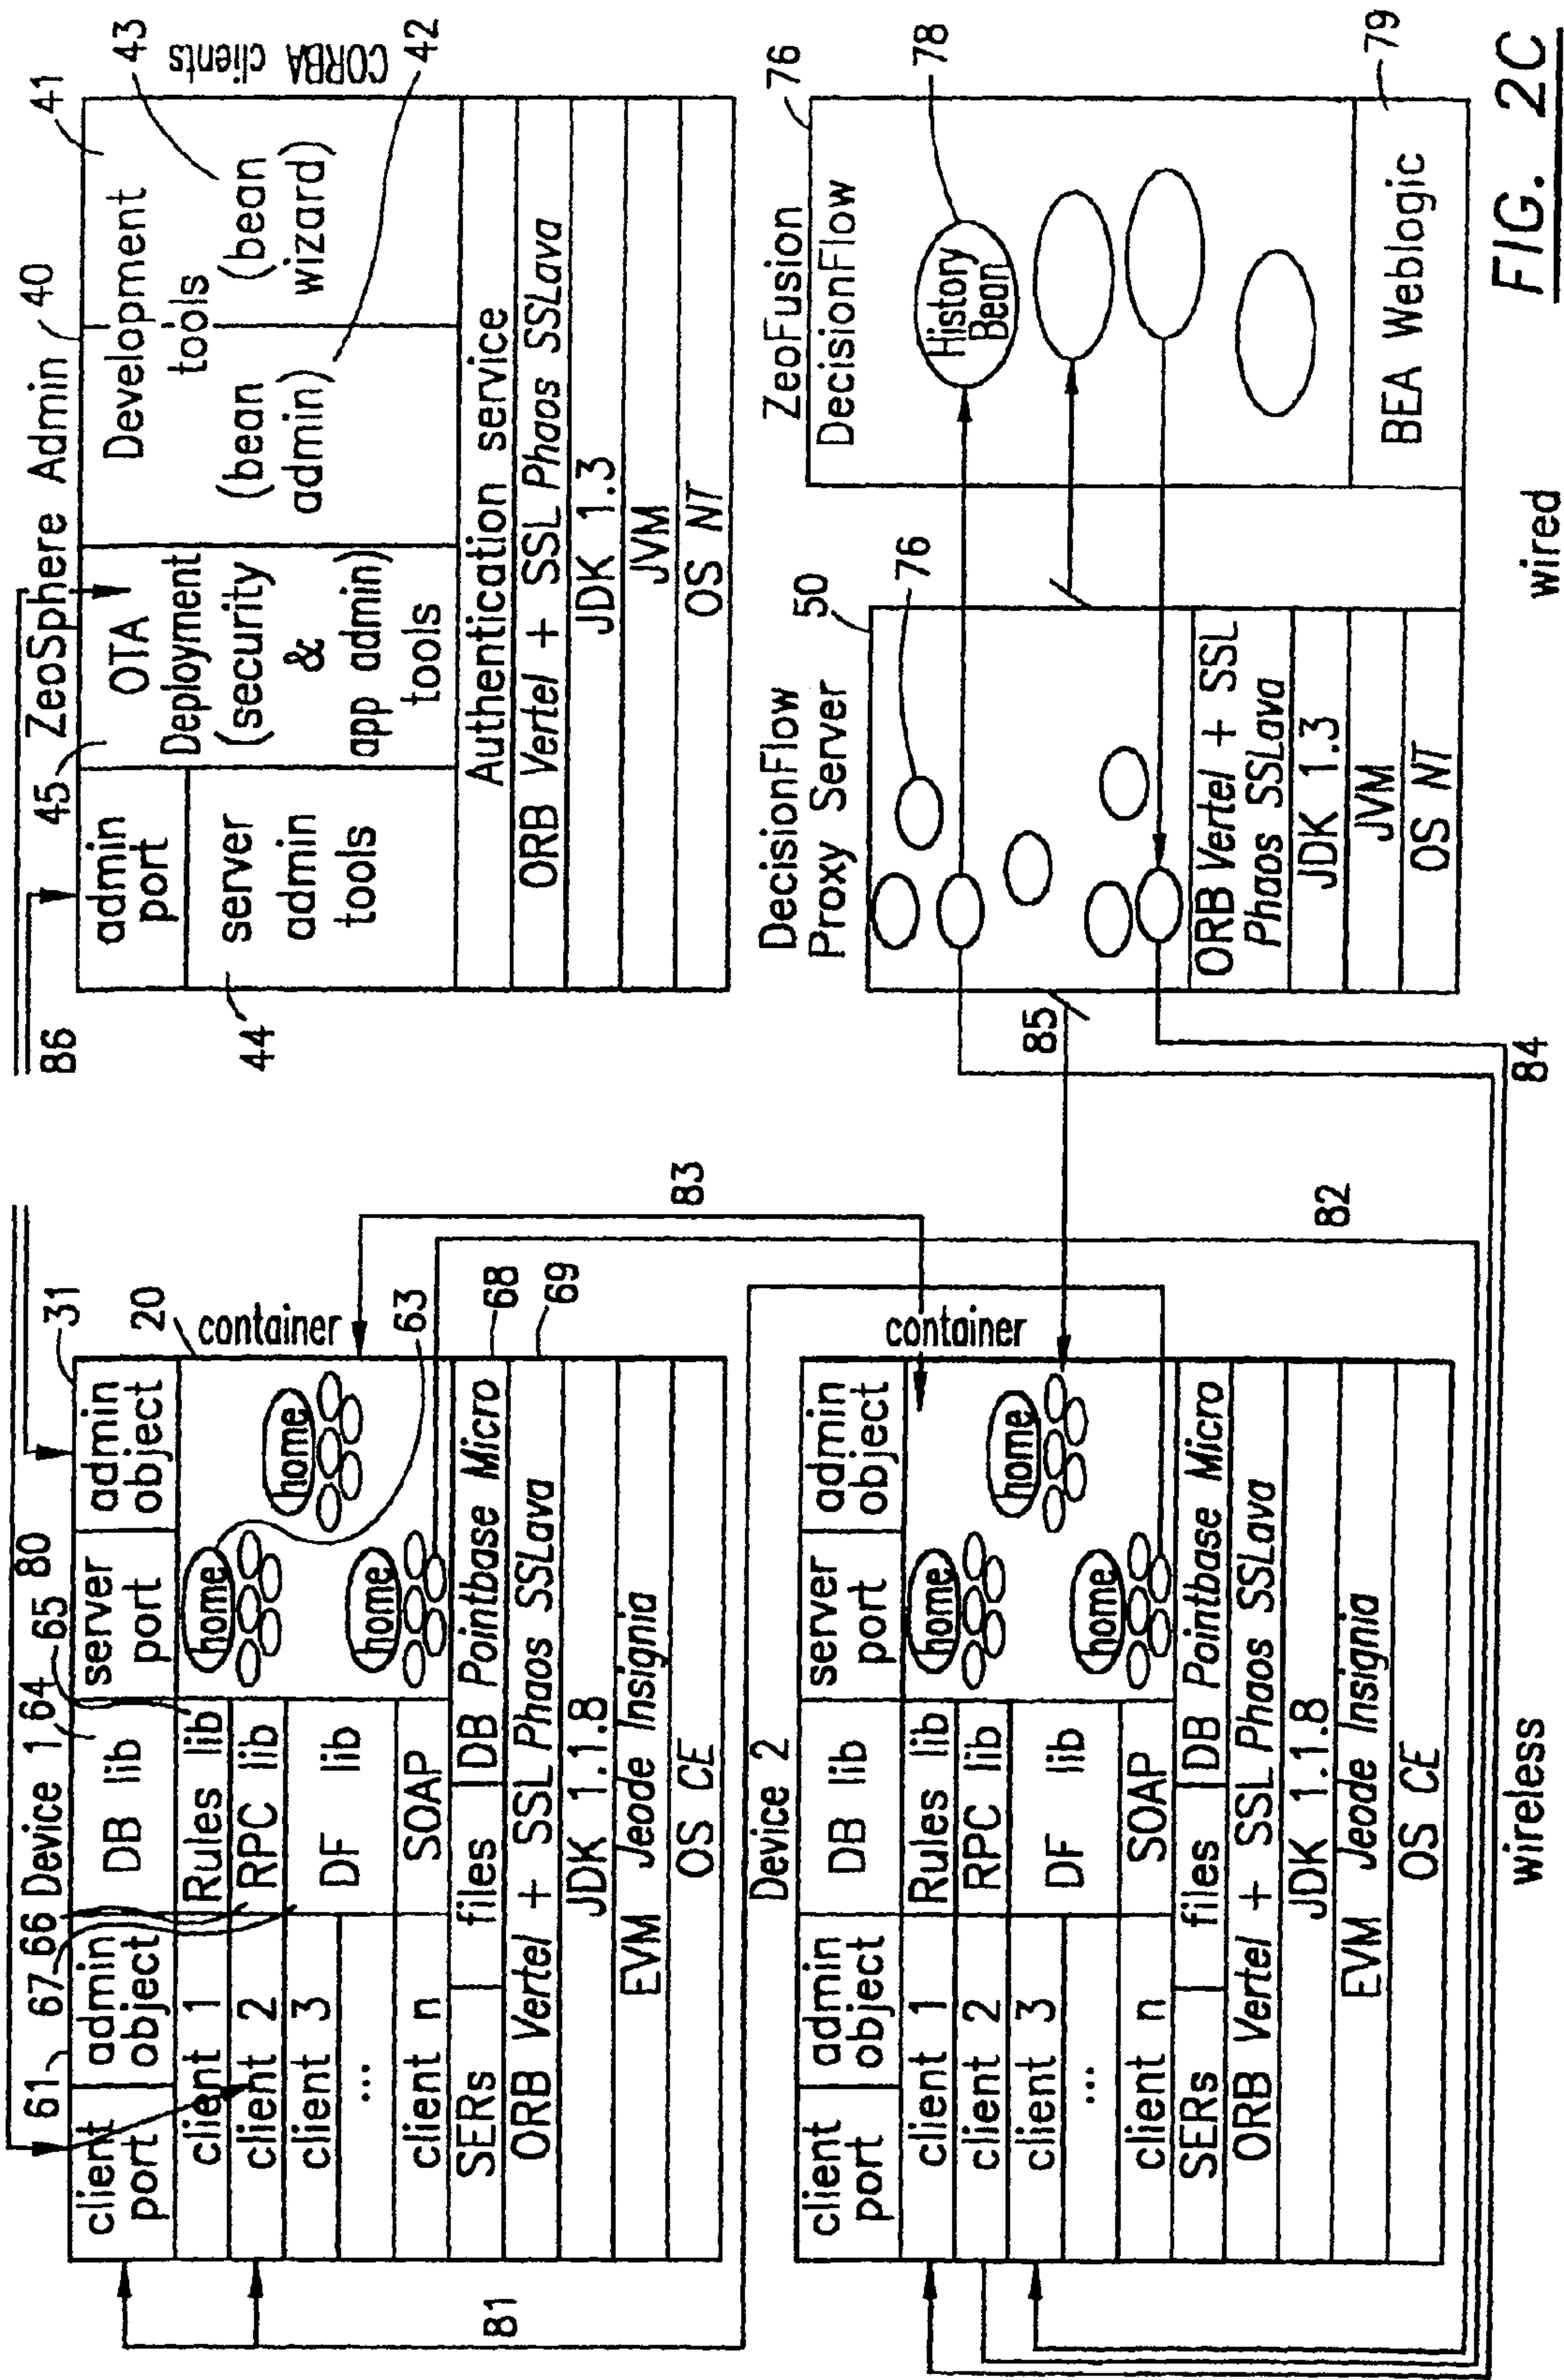 86
ZeoSphere Admin 40
45
admin port
OTA
Deployment
(security
&
app admin)
tools
Development
tools
(bean
admin)
(bean
wizard)
41
43
CORBA clients
42
44
server
admin
tools
Authentication service
ORB Vertel + SSL Phaos SSLava
JDK 1.3
JVM
OS NT
61
67
66
Device 1
64
65
80
31
client port
admin object
DB lib
server port
admin object
20
container
client 1
client 2
client 3
...
client n
Rules lib
RPC lib
DF lib
SOAP
home
home
home
63
68
69
83
SERs
files
DB Pointbase Micro
ORB Vertel + SSL Phaos SSLava
JDK 1.1.8
EVM Jeode Insignia
OS CE
81
Device 2
client port
admin object
DB lib
server port
admin object
container
client 1
client 2
client 3
...
client n
Rules lib
RPC lib
DF lib
SOAP
home
home
home
SERs
files
DB Pointbase Micro
ORB Vertel + SSL Phaos SSLava
JDK 1.1.8
EVM Jeode Insignia
OS CE
82
wireless
84
85
DecisionFlow
Proxy Server
50
76
ORB Vertel + SSL
Phaos SSLava
JDK 1.3
JVM
OS NT
ZeoFusion
76
DecisionFlow
History
Bean
78
BEA Weblogic
79
wired
FIG. 2C